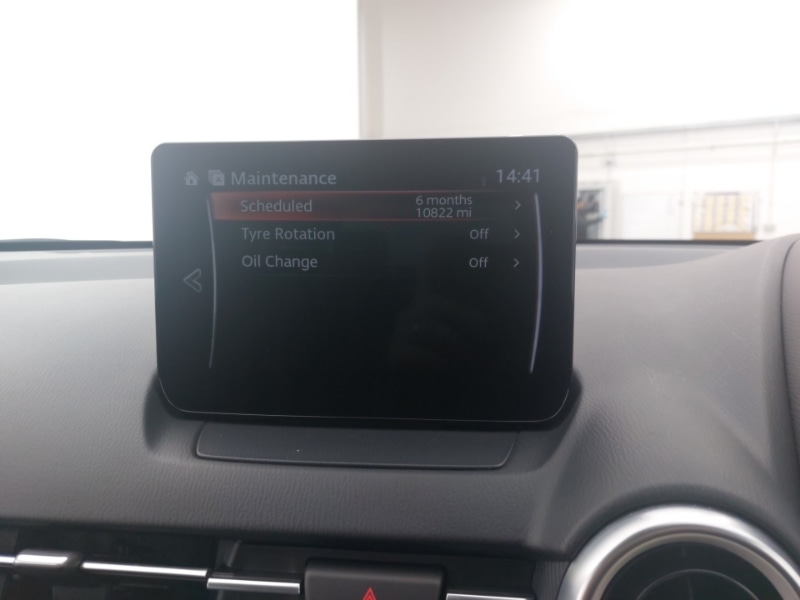 Maintenance 14:41
Scheduled 6 months
10822 mi
Tyre Rotation Off
Oil Change Off